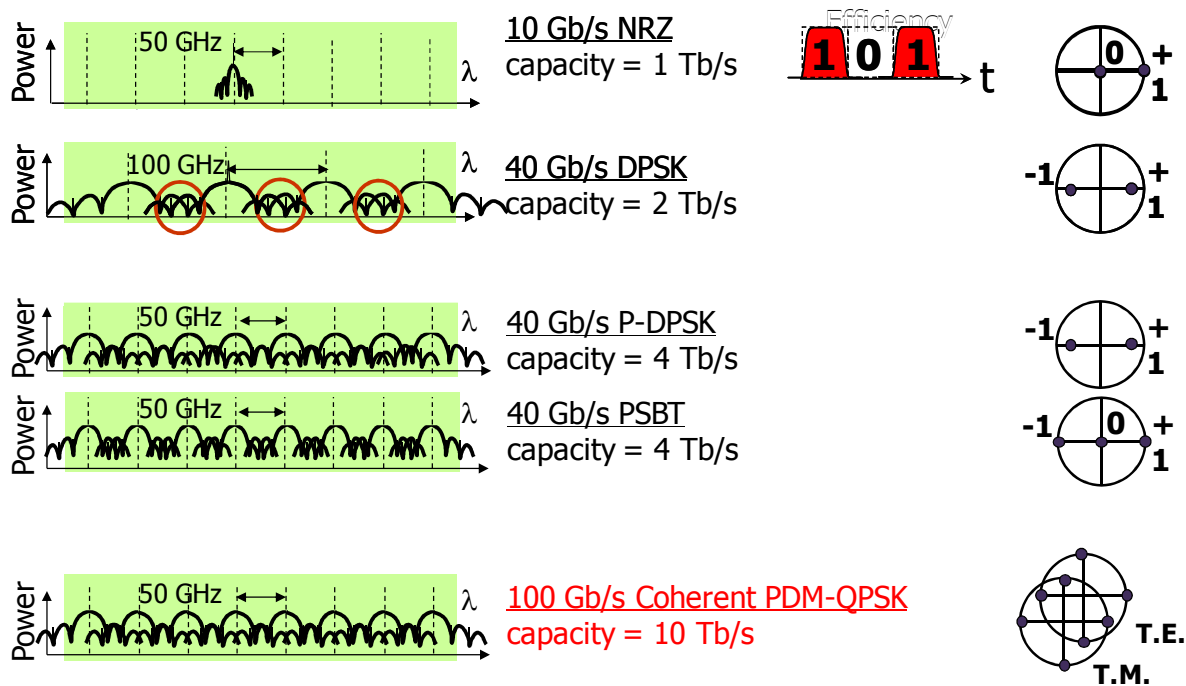 Efficiency
Power
50 GHz
λ
10 Gb/s NRZ
capacity = 1 Tb/s
1 0 1
t
0 +
1
Power
100 GHz
λ
40 Gb/s DPSK
capacity = 2 Tb/s
-1 +
1
Power
50 GHz
λ
40 Gb/s P-DPSK
capacity = 4 Tb/s
-1 +
1
Power
50 GHz
λ
40 Gb/s PSBT
capacity = 4 Tb/s
-1 0 +
1
Power
50 GHz
λ
100 Gb/s Coherent PDM-QPSK
capacity = 10 Tb/s
T.E.
T.M.